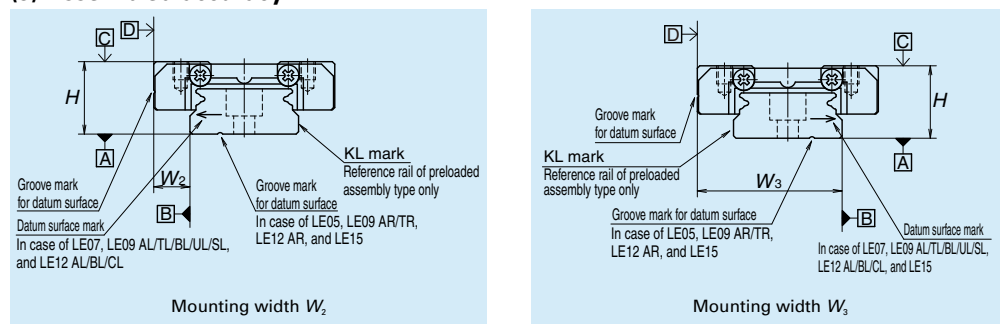 D
C
H
A
W2
B
KL mark
Reference rail of preloaded
assembly type only
Groove mark
for datum surface
Datum surface mark
In case of LE07, LE09 AL/TL/BL/UL/SL,
and LE12 AL/BL/CL
Groove mark
for datum surface
In case of LE05, LE09 AR/TR,
LE12 AR, and LE15
Mounting width W2
D
C
H
A
Groove mark
for datum surface
KL mark
Reference rail of preloaded
assembly type only
W3
B
Groove mark for datum surface
In case of LE05, LE09 AR/TR,
LE12 AR, and LE15
Datum surface mark
In case of LE07, LE09 AL/TL/BL/UL/SL,
LE12 AL/BL/CL, and LE15
Mounting width W3